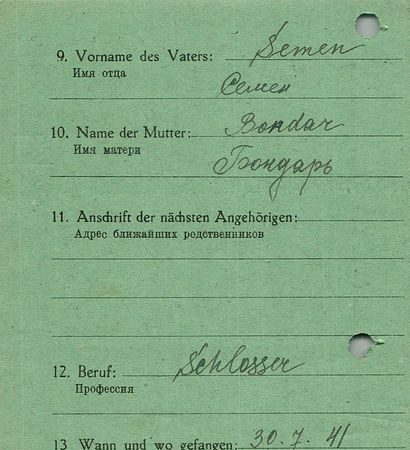 9. Vorname des Vaters: Semen
Имя отца
Семен
10. Name der Mutter: Bondar
Имя матери
Бондарь
11. Anschrift der nächsten Angehörigen:
Адрес ближайших родственников
12. Beruf: Schlosser
Профессия
13 Wann und wo gefangen: 30. 7. 41